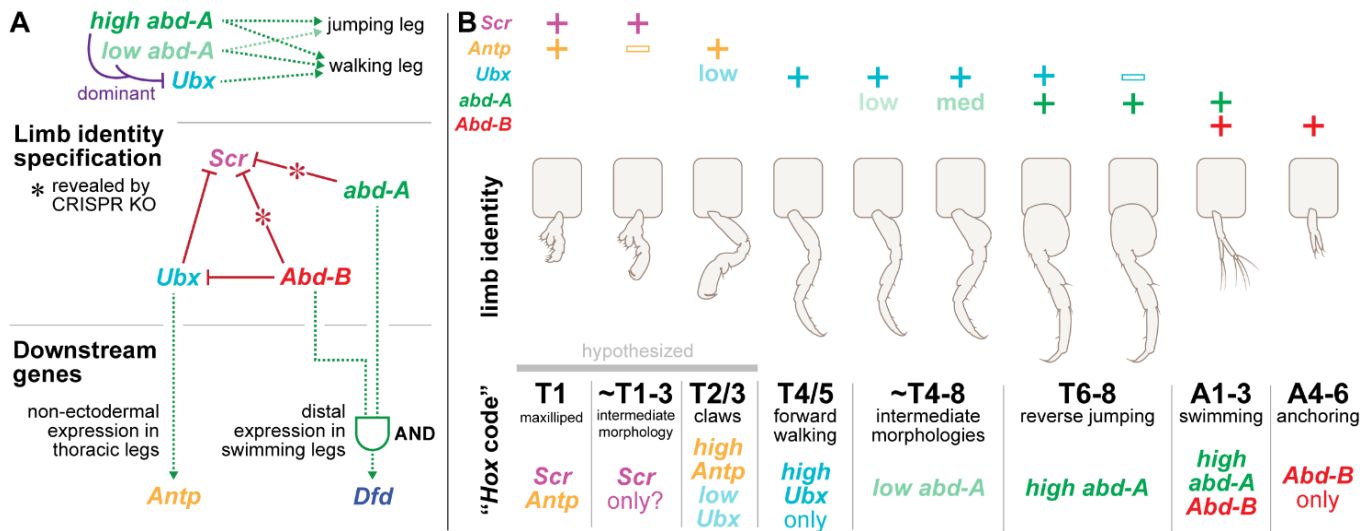 A
high abd-A
low abd-A
Ubx
dominant
jumping leg
walking leg
Limb identity
specification
* revealed by
CRISPR KO
Scr
*
abd-A
*
Ubx
Abd-B
Downstream
genes
non-ectodermal
expression in
thoracic legs
distal
expression in
swimming legs
AND
Antp
Dfd
B
Scr + +
Antp + +
Ubx low + + + +
abd-A low med + + +
Abd-B + +
limb identity
hypothesized
"Hox code"
T1
maxilliped
Scr
Antp
~T1-3
intermediate
morphology
Scr
only?
T2/3
claws
high
Antp
low
Ubx
T4/5
forward
walking
high
Ubx
only
~T4-8
intermediate
morphologies
low abd-A
T6-8
reverse jumping
high abd-A
A1-3
swimming
high
abd-A
Abd-B
A4-6
anchoring
Abd-B
only